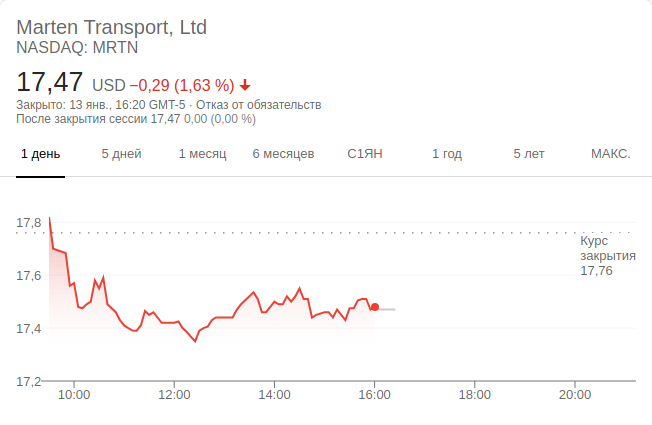 Marten Transport, Ltd
NASDAQ: MRTN
17,47 USD −0,29 (1,63 %)
Закрыто: 13 янв., 16:20 GMT-5 · Отказ от обязательств
После закрытия сессии 17,47 0,00 (0,00 %)
1 день 5 дней 1 месяц 6 месяцев С1ЯН 1 год 5 лет МАКС.
17,8
Курс
закрытия
17,76
17,6
17,4
17,2
10:00 12:00 14:00 16:00 18:00 20:00